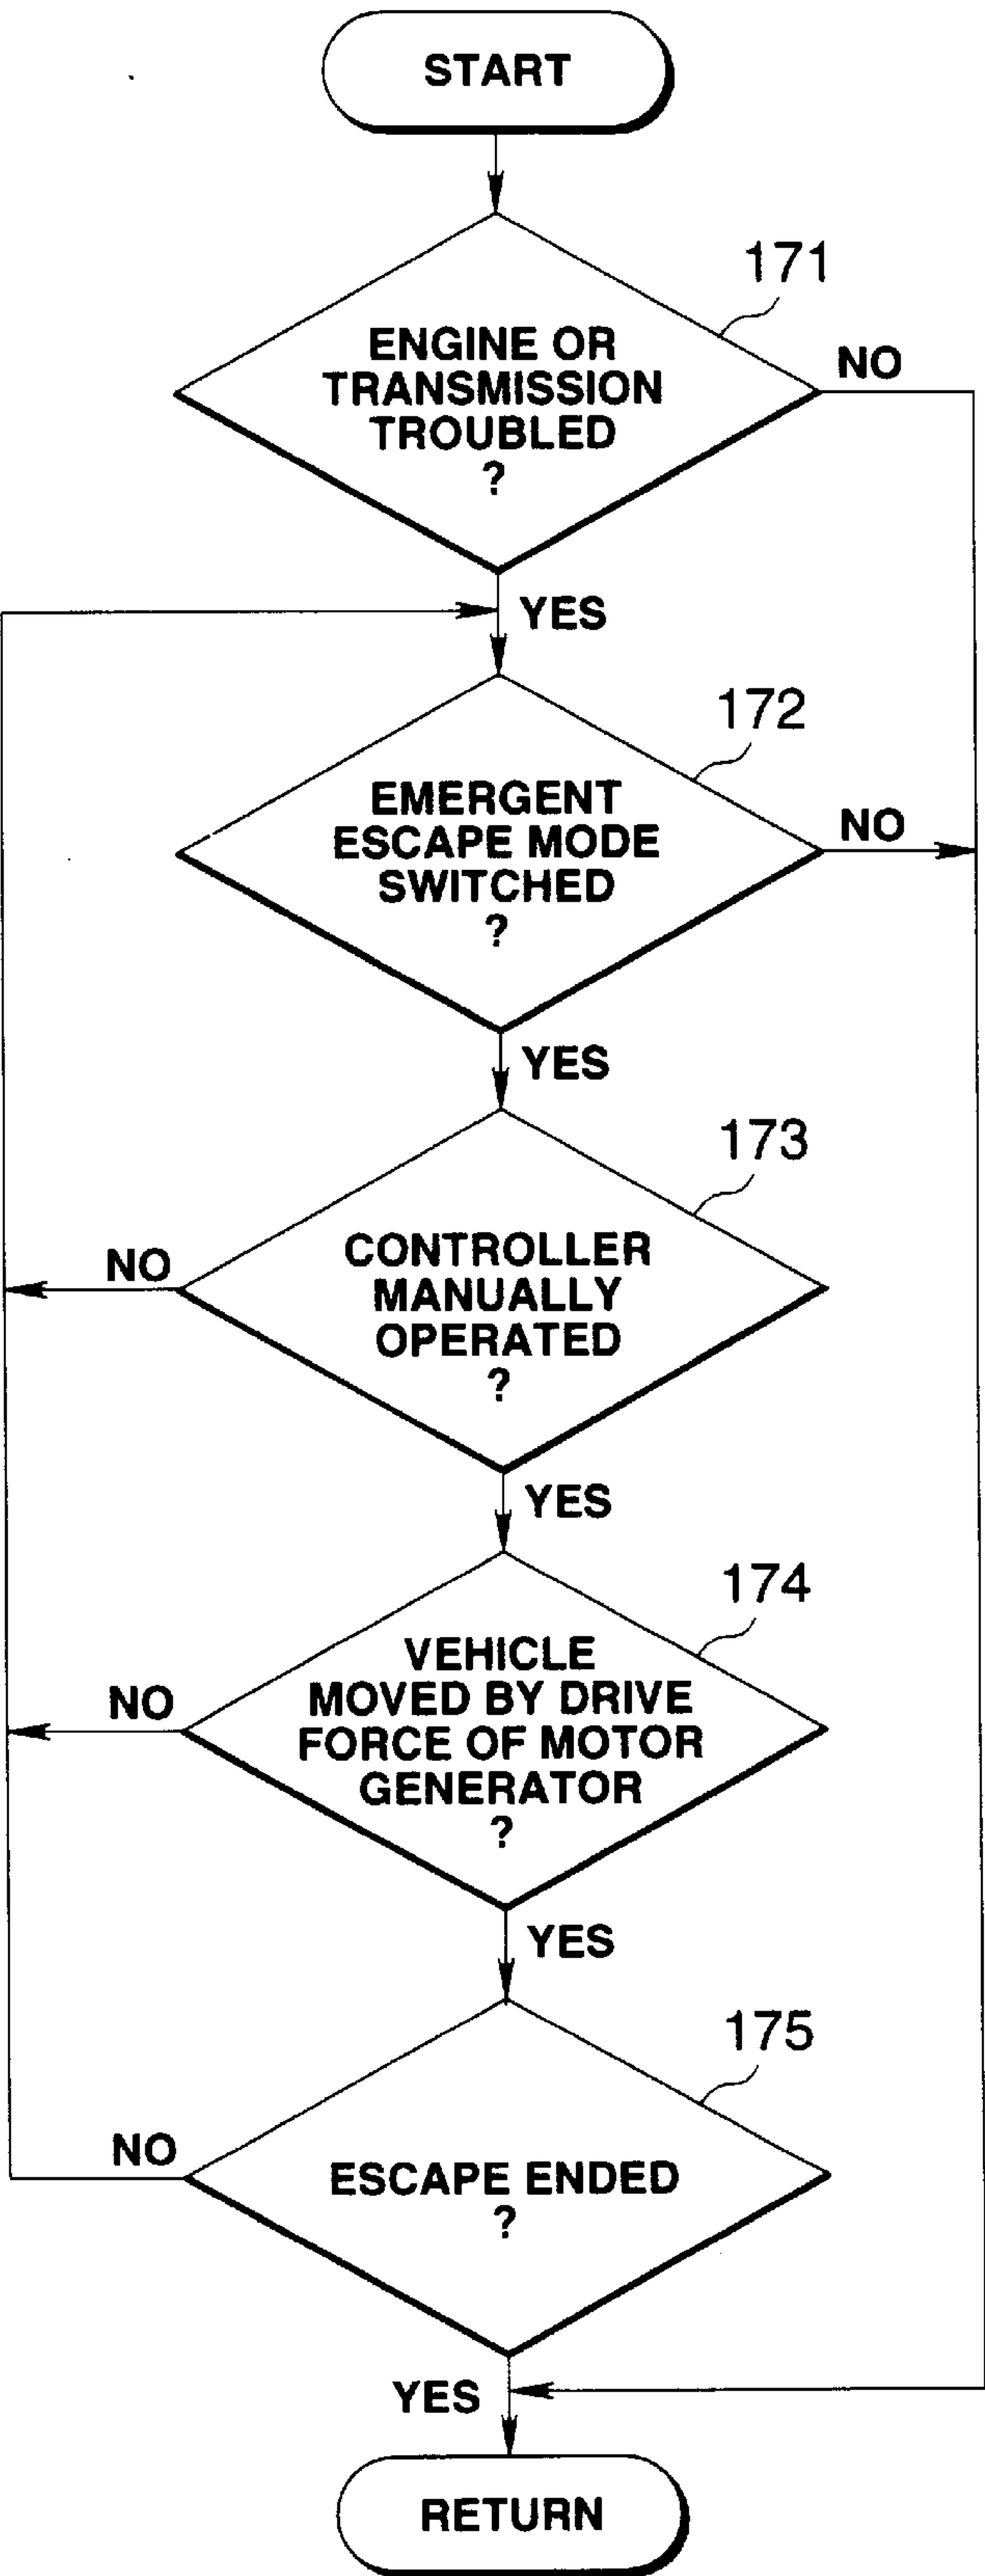 START
171
ENGINE OR
TRANSMISSION
TROUBLED
?
NO
YES
172
EMERGENT
ESCAPE MODE
SWITCHED
?
NO
YES
173
CONTROLLER
MANUALLY
OPERATED
?
NO
YES
174
VEHICLE
MOVED BY DRIVE
FORCE OF MOTOR
GENERATOR
?
NO
YES
175
ESCAPE ENDED
?
NO
YES
RETURN